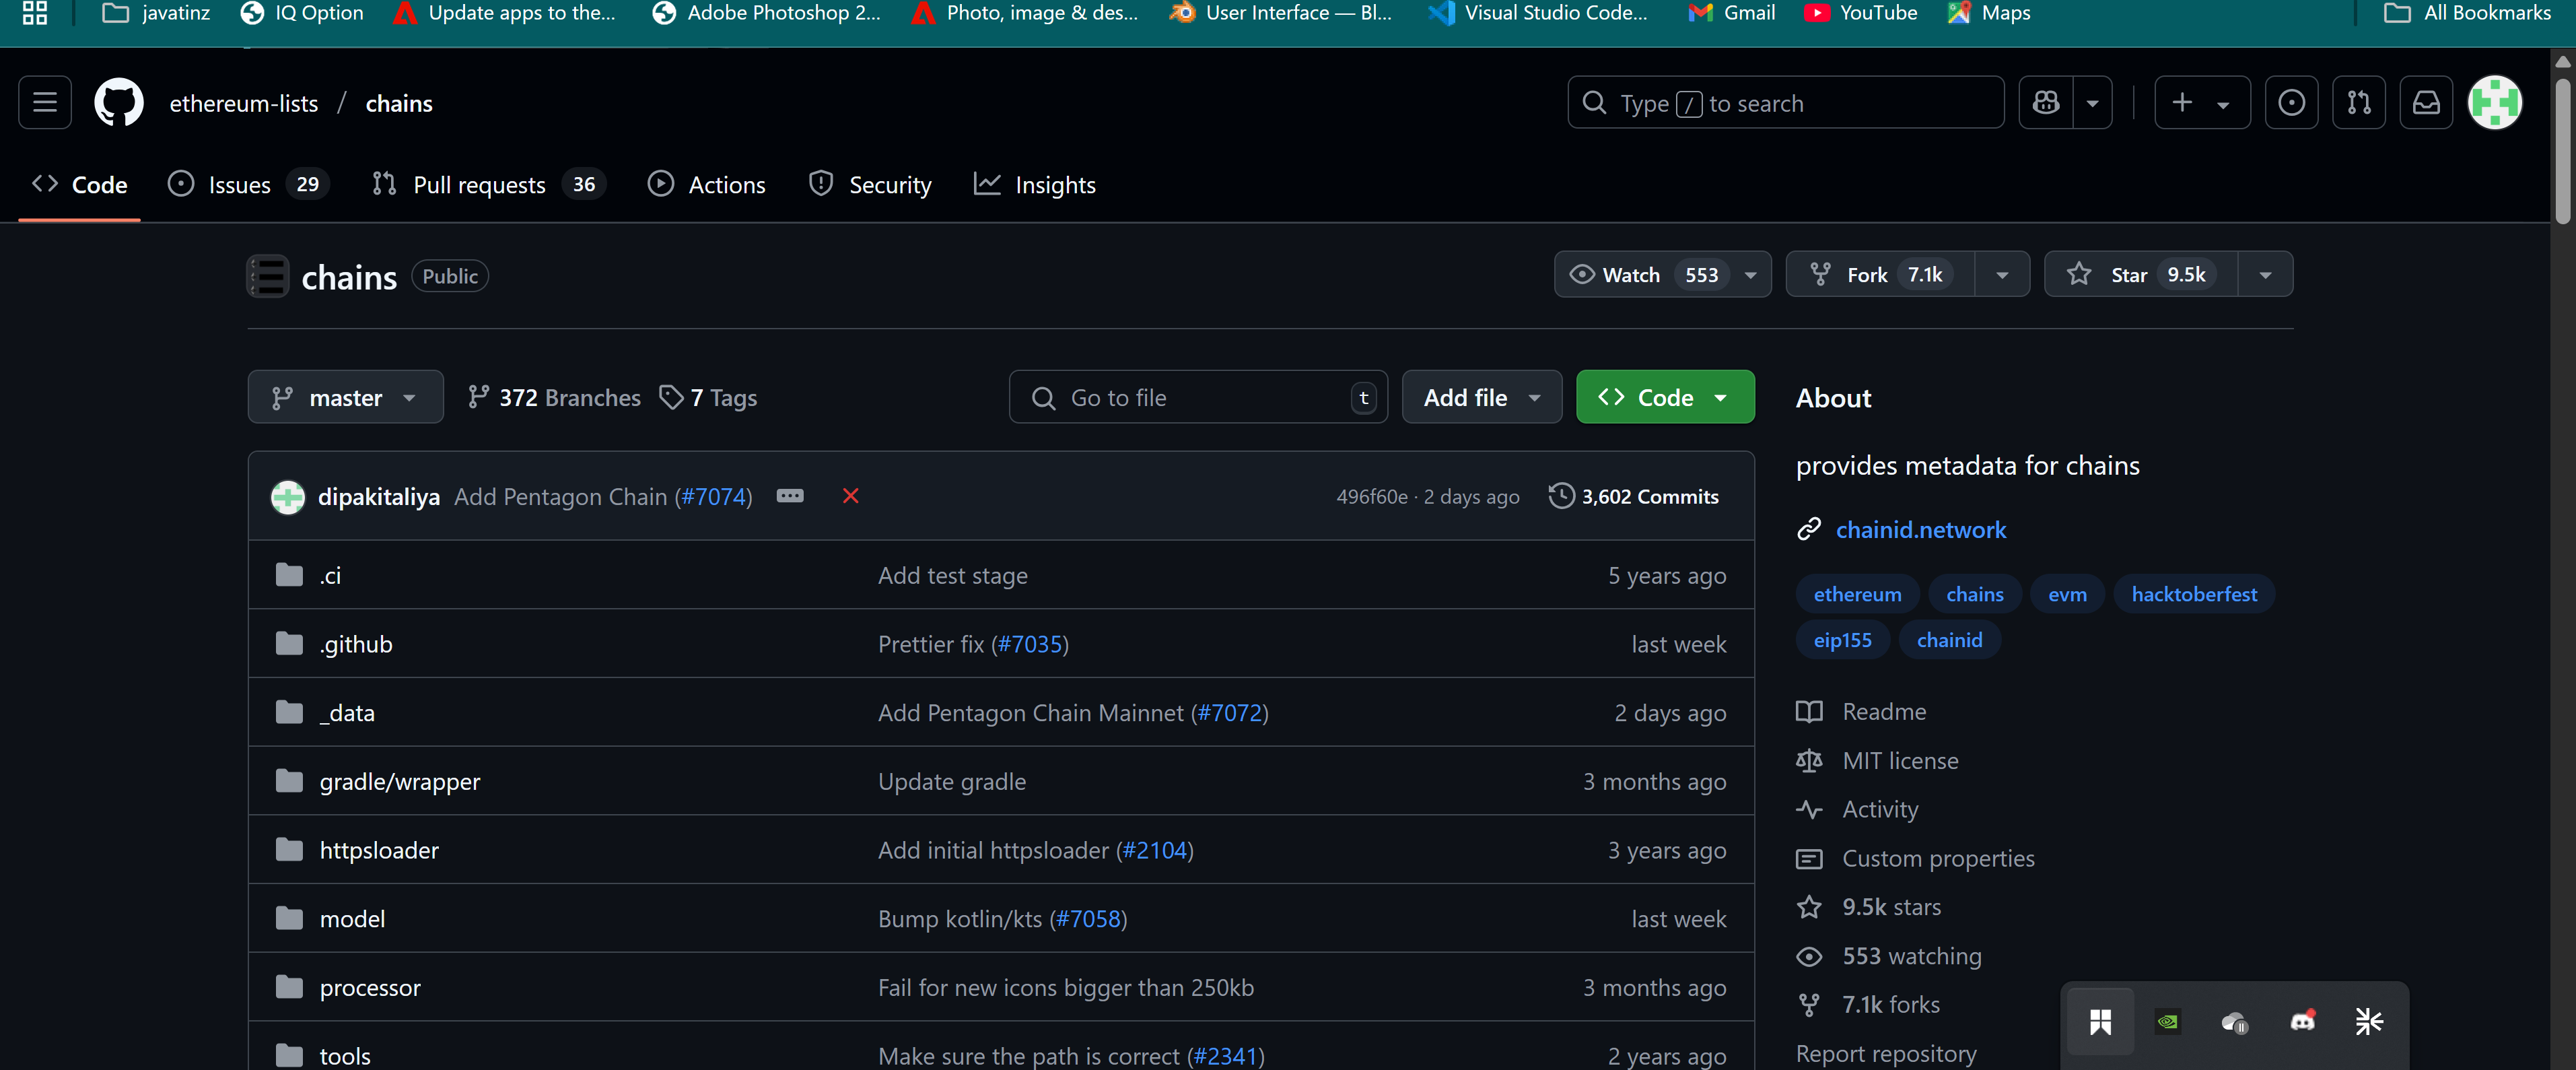 javatinz IQ Option Update apps to the... Adobe Photoshop 2... Photo, image & des... User Interface — Bl... Visual Studio Code... Gmail YouTube Maps All Bookmarks
ethereum-lists / chains Type / to search
Code Issues 29 Pull requests 36 Actions Security Insights
chains Public Watch 553 Fork 7.1k Star 9.5k
master 372 Branches 7 Tags Go to file t Add file Code
dipakitaliya Add Pentagon Chain (#7074) 496f60e · 2 days ago 3,602 Commits
.ci Add test stage 5 years ago
.github Prettier fix (#7035) last week
_data Add Pentagon Chain Mainnet (#7072) 2 days ago
gradle/wrapper Update gradle 3 months ago
httpsloader Add initial httpsloader (#2104) 3 years ago
model Bump kotlin/kts (#7058) last week
processor Fail for new icons bigger than 250kb 3 months ago
tools Make sure the path is correct (#2341) 2 years ago
About
provides metadata for chains
chainid.network
ethereum chains evm hacktoberfest
eip155 chainid
Readme
MIT license
Activity
Custom properties
9.5k stars
553 watching
7.1k forks
Report repository